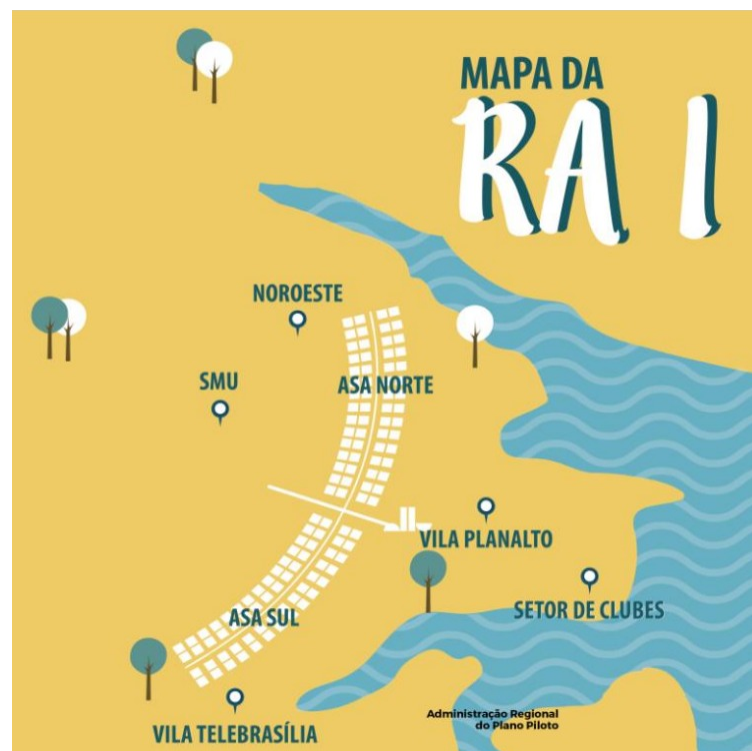 MAPA DA
RA I
NOROESTE
SMU
ASA NORTE
VILA PLANALTO
SETOR DE CLUBES
ASA SUL
VILA TELEBRASÍLIA
Administração Regional
do Plano Piloto